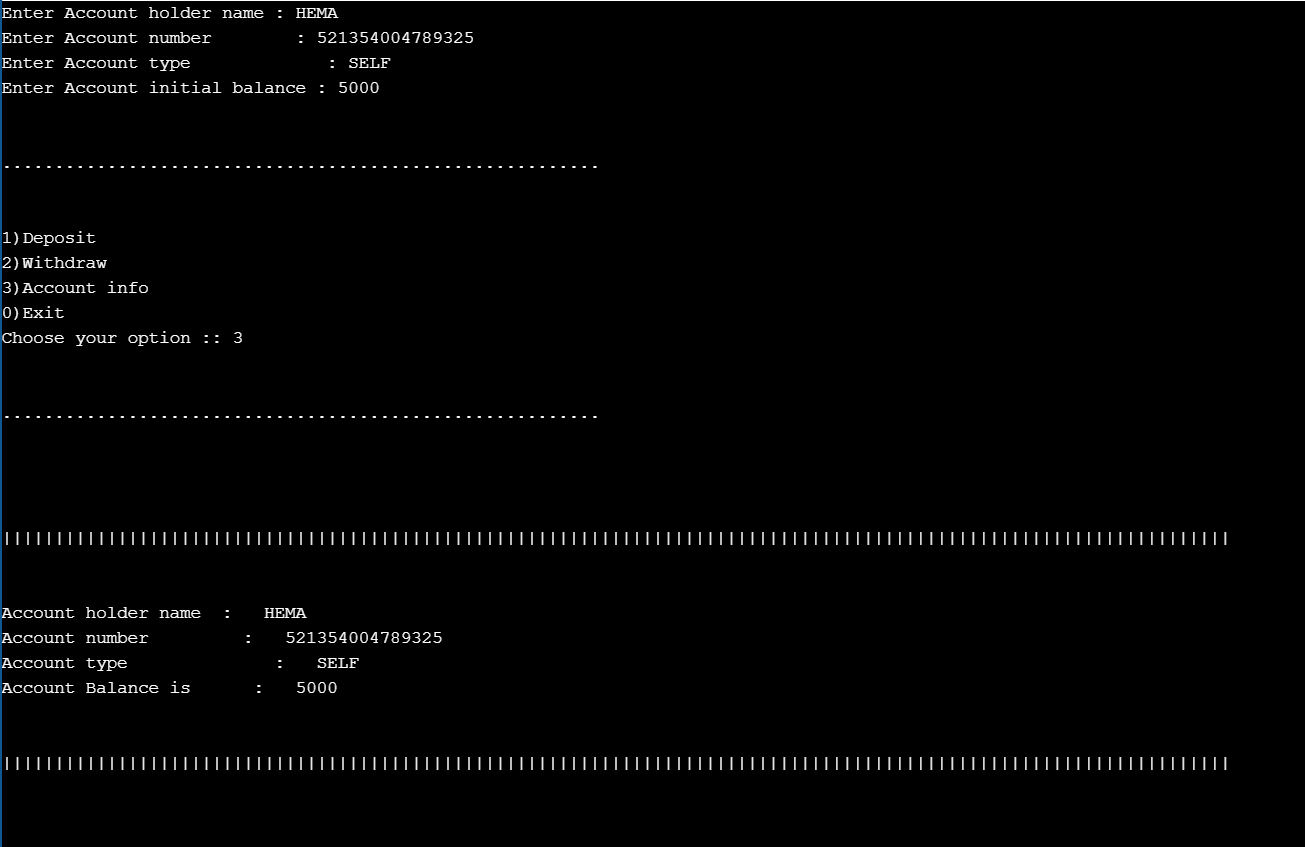 Enter Account holder name : HEMA
Enter Account number        : 521354004789325
Enter Account type             : SELF
Enter Account initial balance : 5000
.........................................................
1)Deposit
2)Withdraw
3)Account info
0)Exit
Choose your option :: 3
.........................................................
|||||||||||||||||||||||||||||||||||||||||||||||||||||||||||||||||||||||||||||||||||||||||||||||||||||||||||||||||||||
Account holder name  :   HEMA
Account number         :   521354004789325
Account type              :   SELF
Account Balance is      :   5000
|||||||||||||||||||||||||||||||||||||||||||||||||||||||||||||||||||||||||||||||||||||||||||||||||||||||||||||||||||||